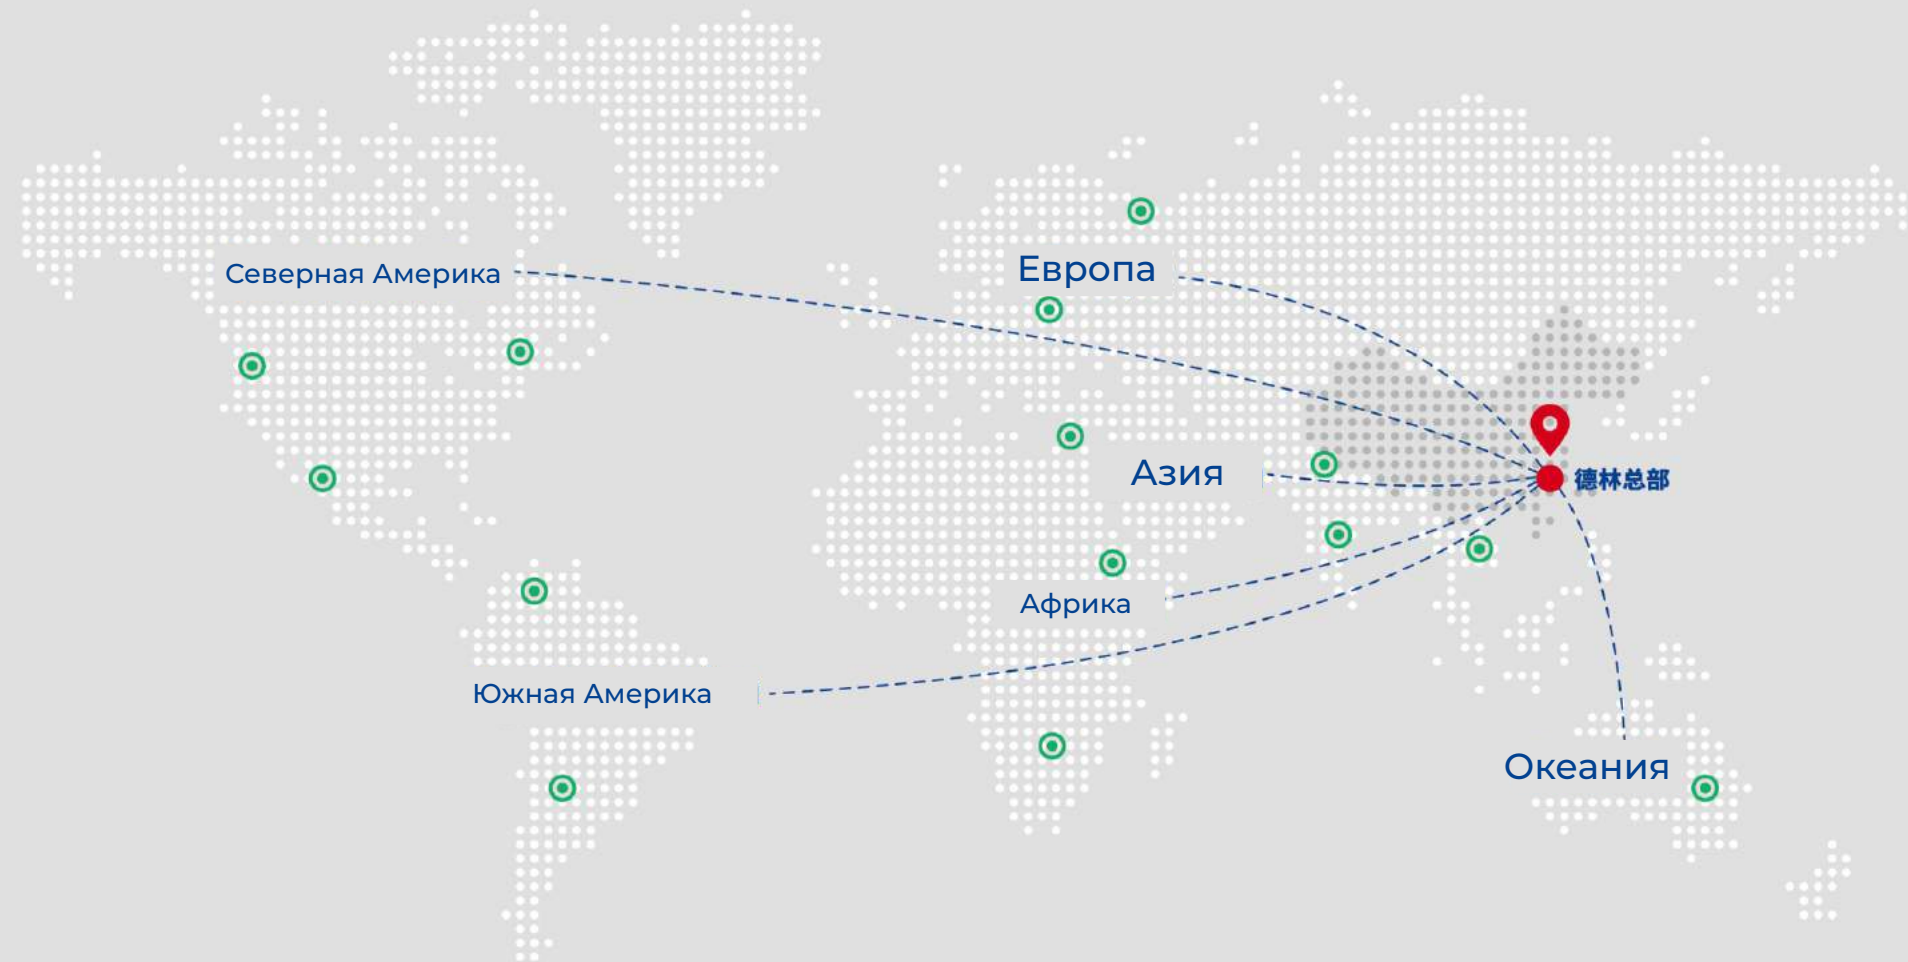 Европа
Северная Америка
Азия
德林总部
Африка
Южная Америка
Океания